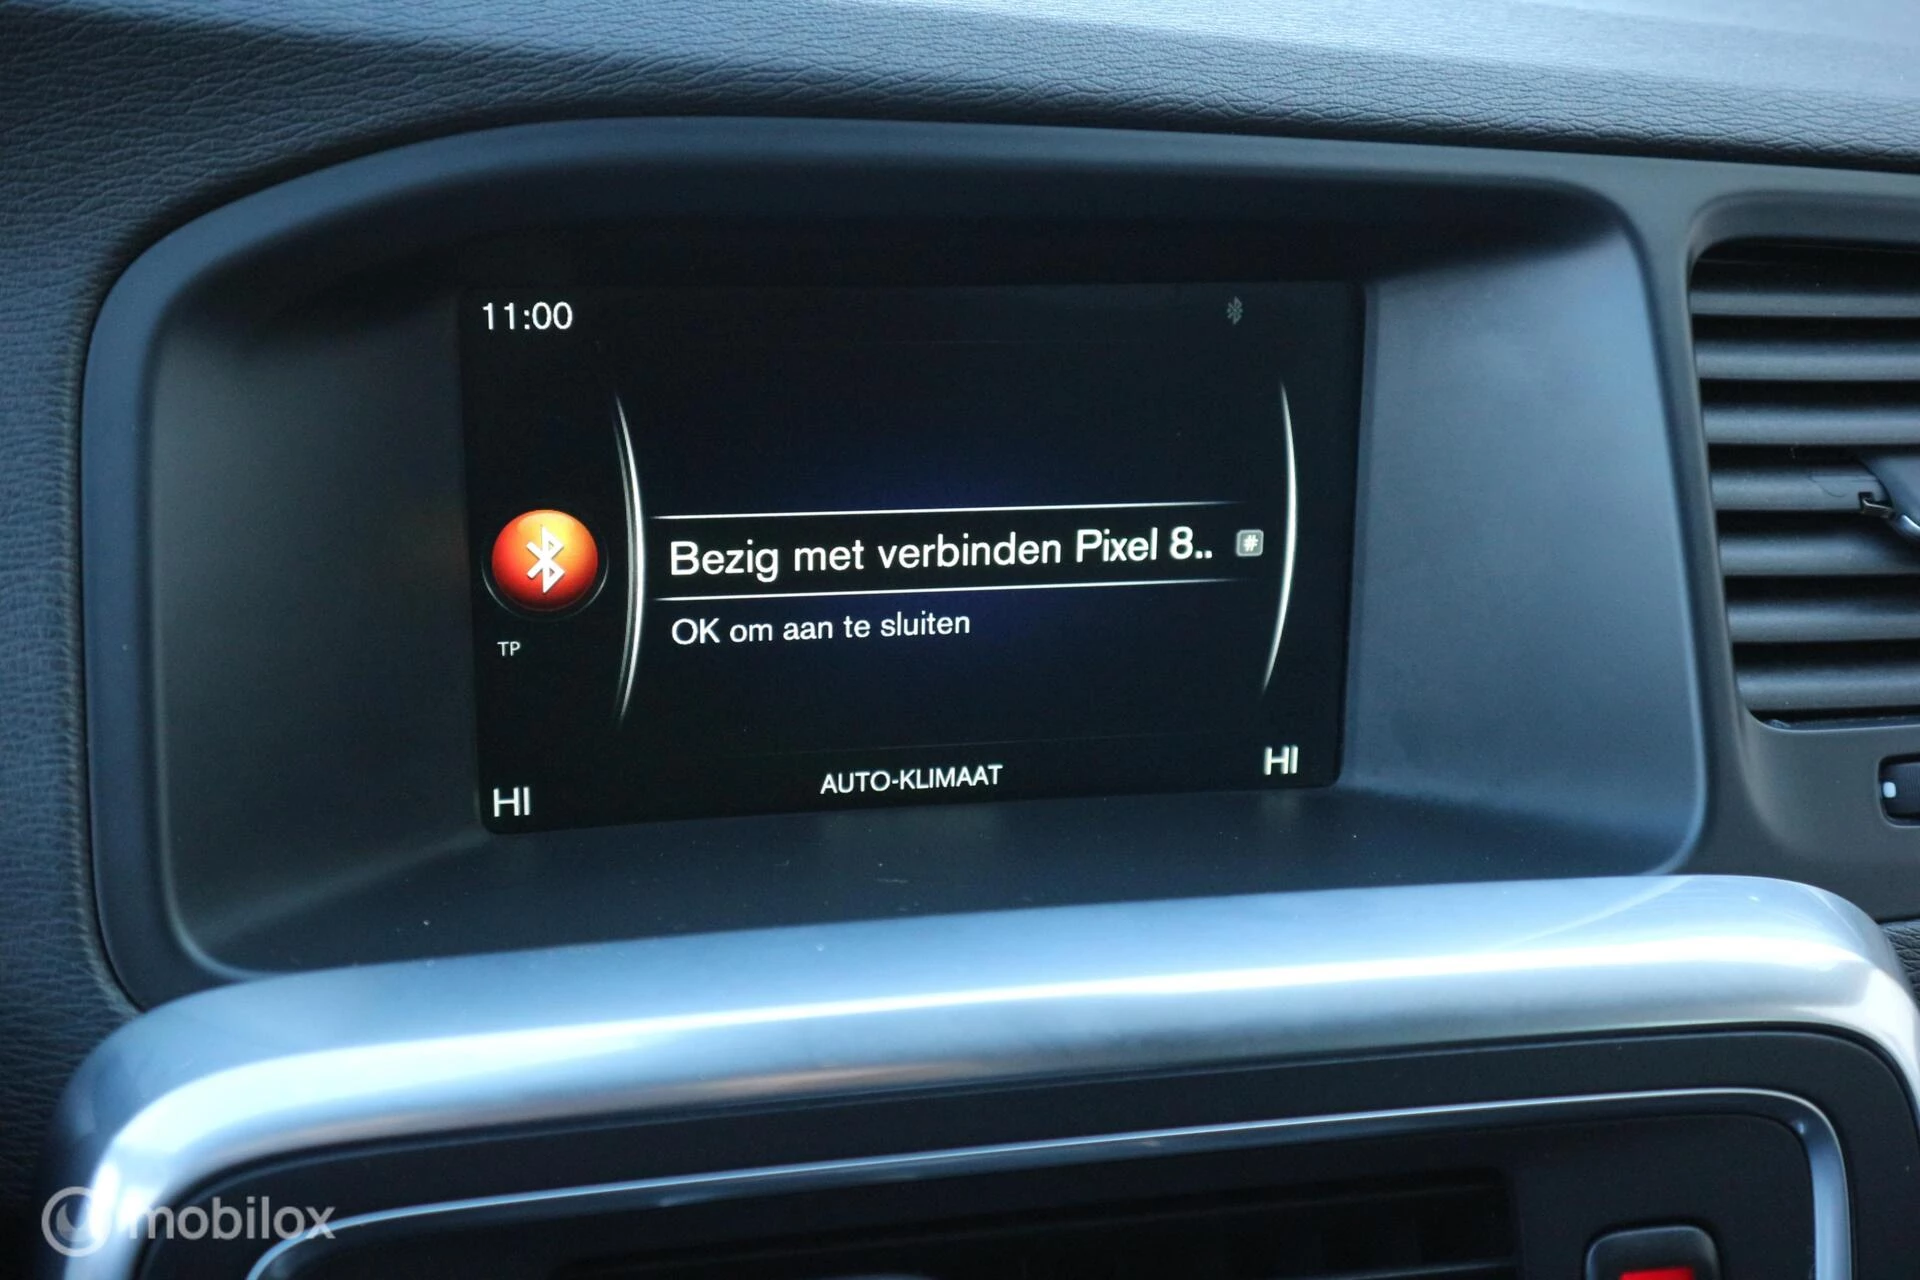 11:00
Bezig met verbinden Pixel 8.. #
OK om aan te sluiten
TP
HI AUTO-KLIMAAT HI
mobilox